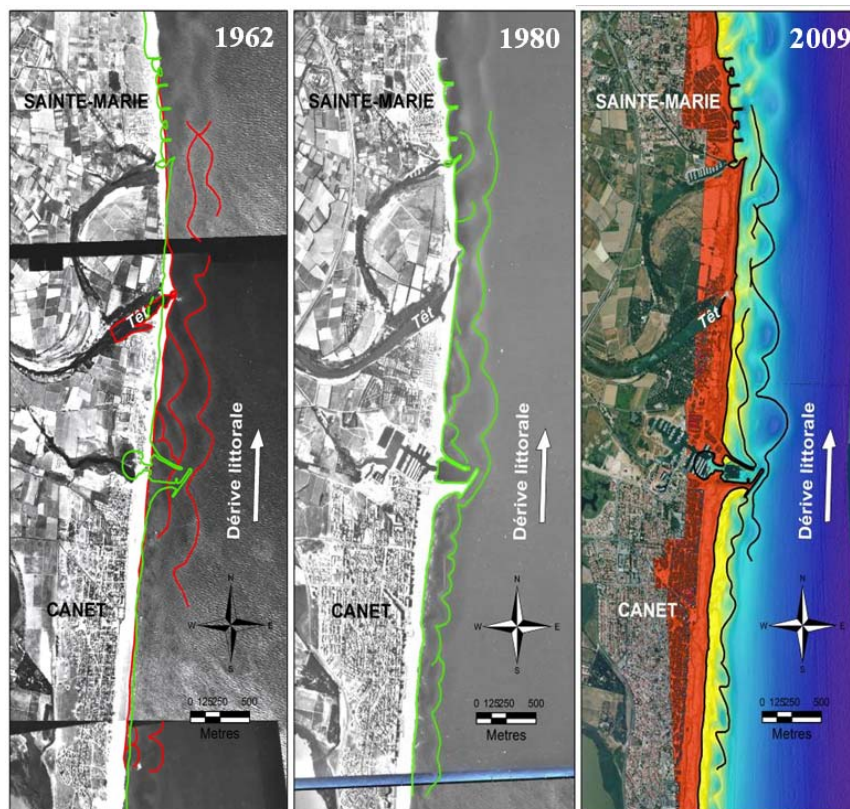 1962
SAINTE-MARIE
Têt
Dérive littorale
CANET
N
W E
S
0 125250 500
Metres
1980
SAINTE-MARIE
Têt
Dérive littorale
CANET
N
W E
S
0 125250 500
Metres
2009
SAINTE-MARIE
Têt
Dérive littorale
CANET
N
W E
S
0 125250 500
Metres